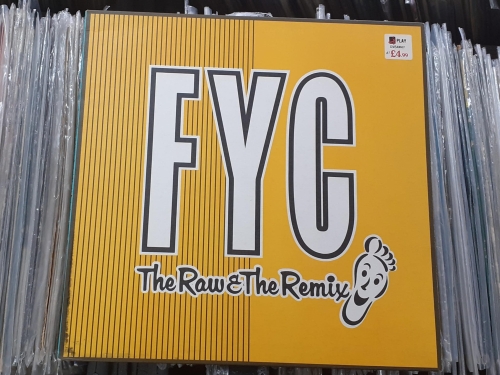 PLAY
£4.99
FYC
The Raw & The Remix